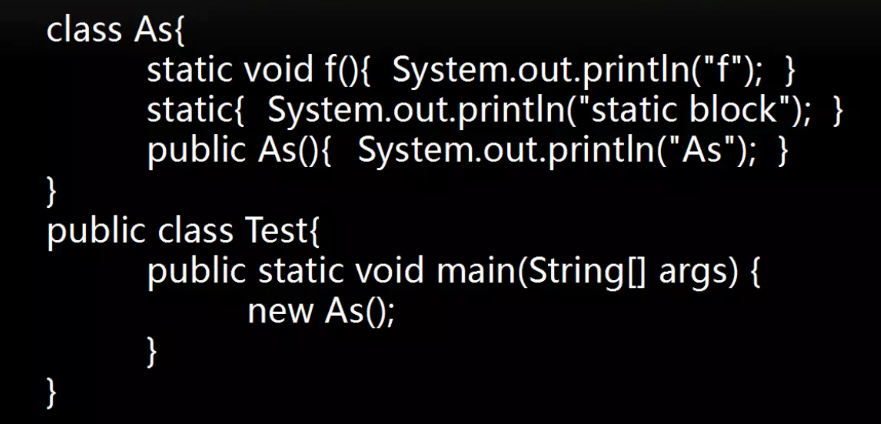 class As{
static void f(){  System.out.println("f");  }
static{  System.out.println("static block");  }
public As(){   System.out.println("As");  }
}
public class Test{
public static void main(String[] args) {
new As();
}
}